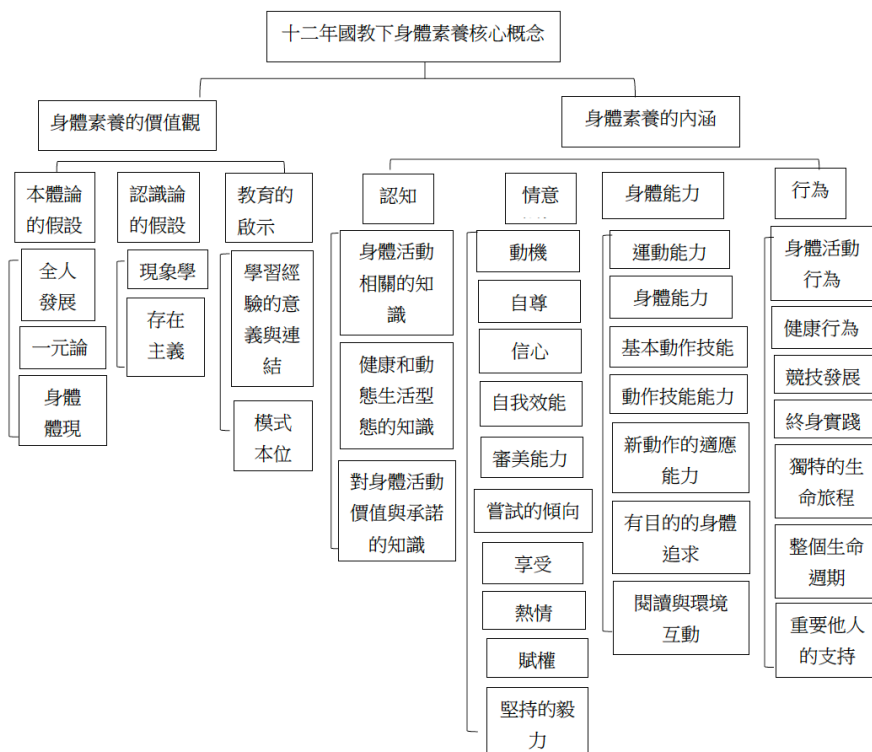 十二年國教下身體素養核心概念
身體素養的價值觀
身體素養的內涵
本體論
的假設
認識論
的假設
教育的
啟示
認知
情意
身體能力
行為
全人
發展
一元論
身體
體現
現象學
存在
主義
學習經
驗的意
義與連
結
模式
本位
身體活動
相關的知
識
健康和動
態生活型
態的知識
對身體活動
價值與承諾
的知識
動機
自尊
信心
自我效能
審美能力
嘗試的傾向
享受
熱情
賦權
堅持的毅
力
運動能力
身體能力
基本動作技能
動作技能能力
新動作的適應
能力
有目的的身體
追求
閱讀與環境
互動
身體活動
行為
健康行為
競技發展
終身實踐
獨特的生
命旅程
整個生命
週期
重要他人
的支持